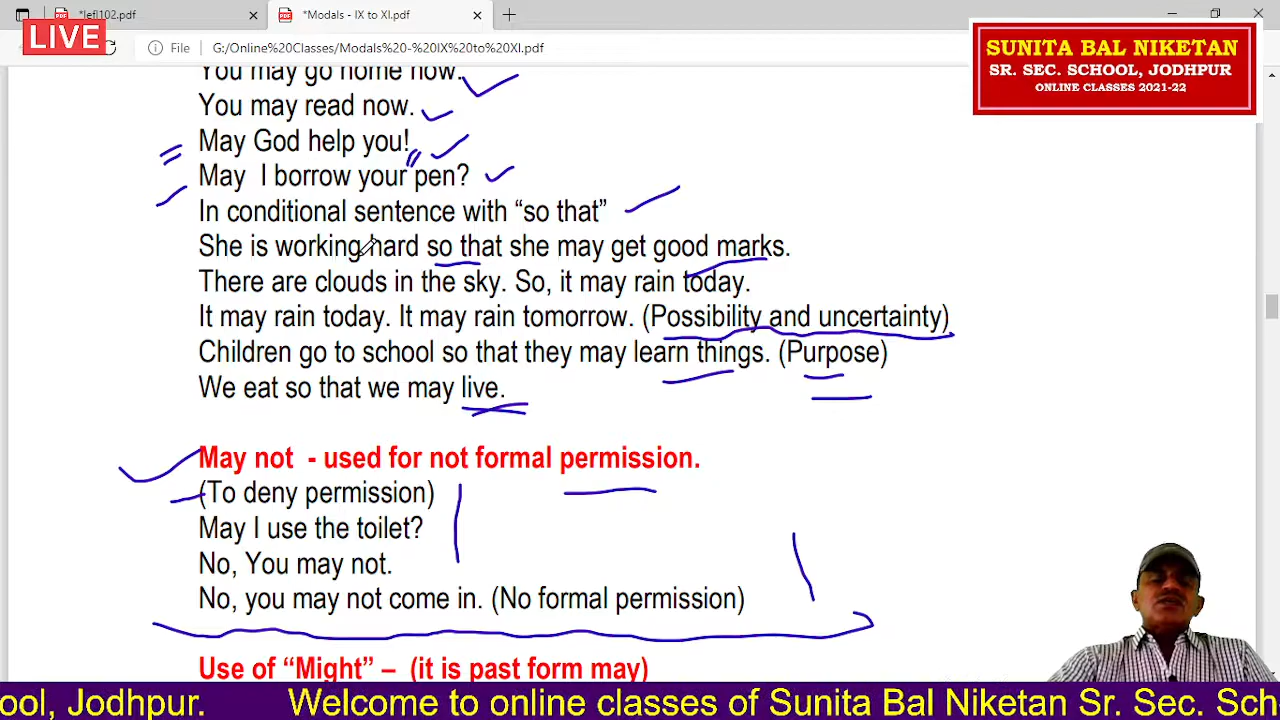 *lefl102.pdf
*Modals - IX to XI.pdf
LIVE
File
G:/Online%20Classes/Modals%20-%20IX%20to%20XI.pdf
SUNITA BAL NIKETAN
SR. SEC. SCHOOL, JODHPUR
ONLINE CLASSES 2021-22
You may go home now.
You may read now.
May God help you!
May I borrow your pen?
In conditional sentence with “so that”
She is working hard so that she may get good marks.
There are clouds in the sky. So, it may rain today.
It may rain today. It may rain tomorrow. (Possibility and uncertainty)
Children go to school so that they may learn things. (Purpose)
We eat so that we may live.
May not - used for not formal permission.
(To deny permission)
May I use the toilet?
No, You may not.
No, you may not come in. (No formal permission)
Use of “Might” – (it is past form may)
ool, Jodhpur. Welcome to online classes of Sunita Bal Niketan Sr. Sec. Sch